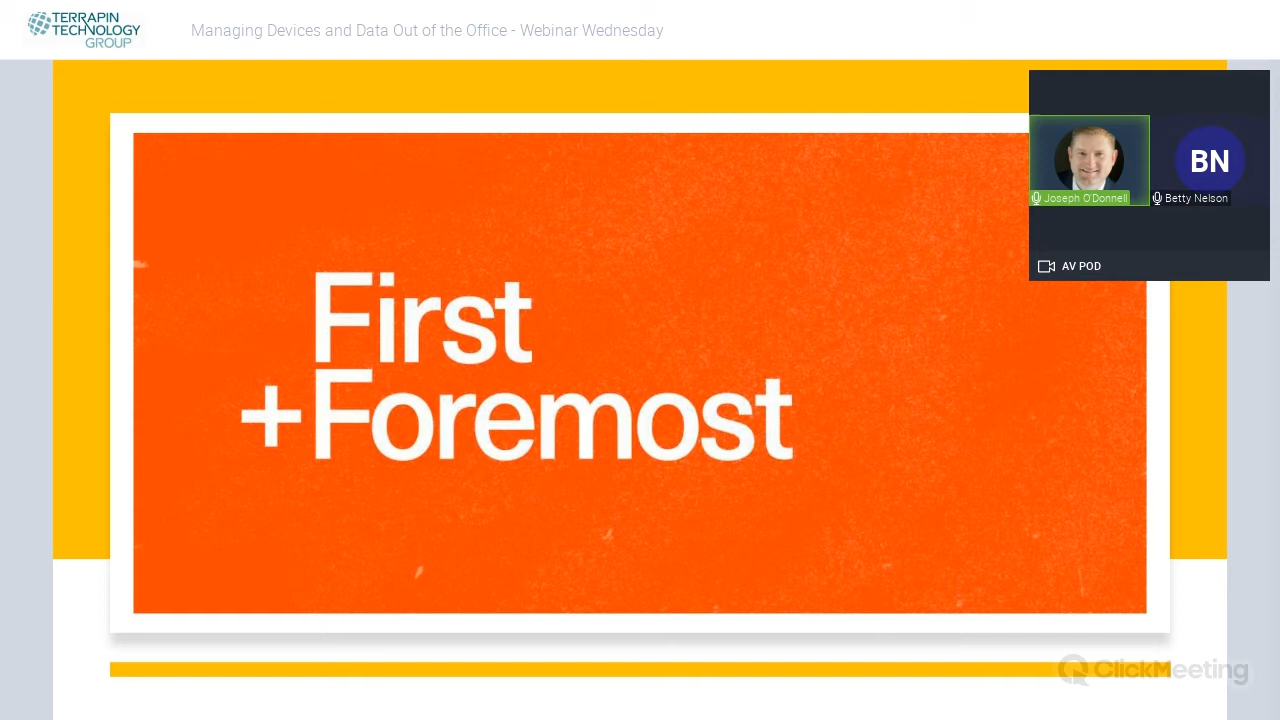 TERRAPIN
TECHNOLOGY
GROUP
Managing Devices and Data Out of the Office - Webinar Wednesday
First
+Foremost
BN
Joseph O'Donnell
Betty Nelson
AV POD
ClickMeeting